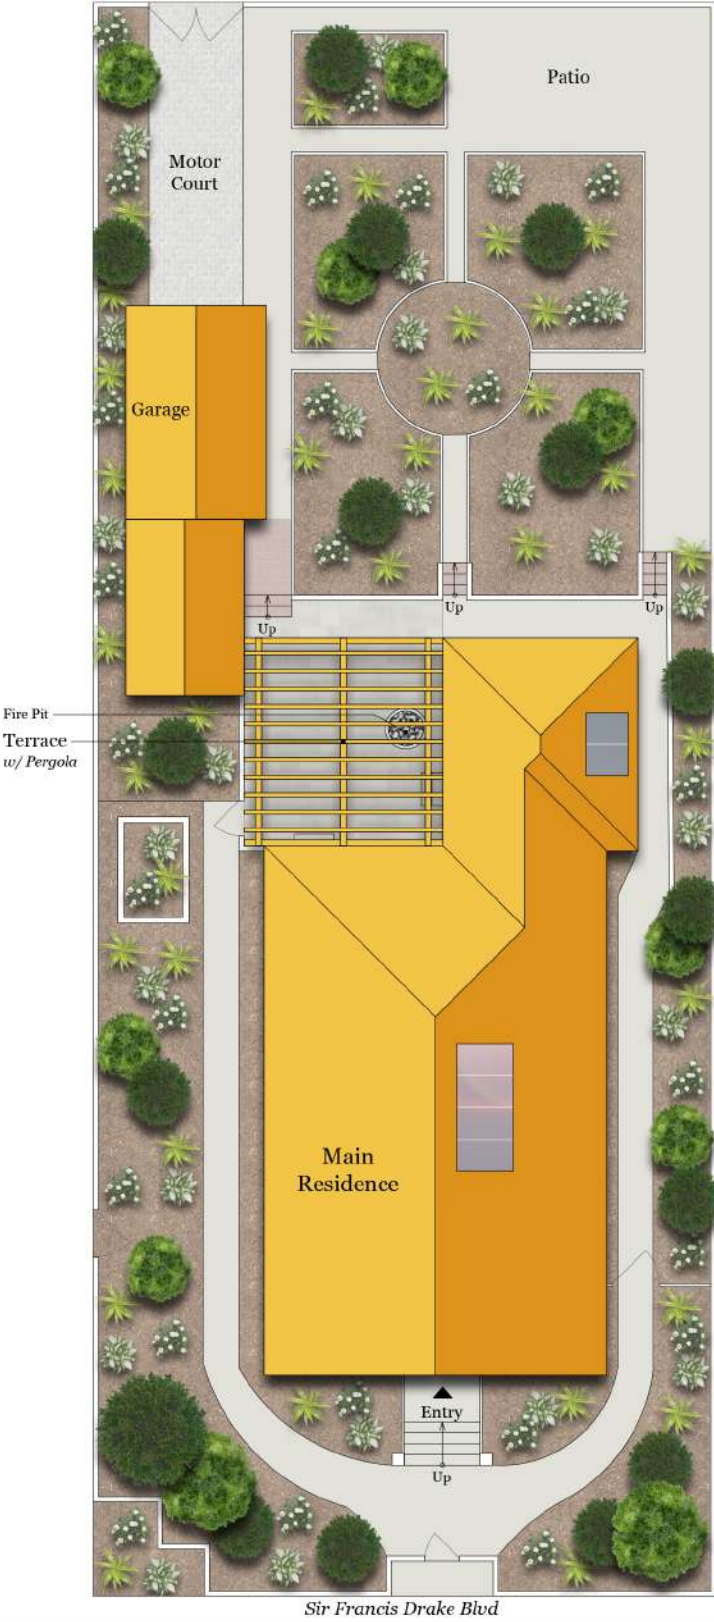 Patio
Motor
Court
Garage
Up
Up
Up
Fire Pit
Terrace
w/ Pergola
Main
Residence
Entry
Up
Sir Francis Drake Blvd